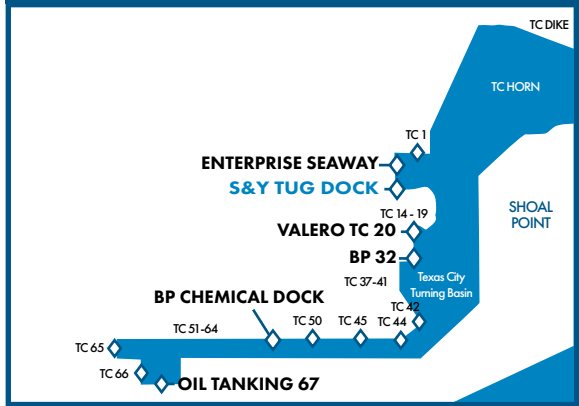 TC DIKE
TC HORN
TC 1
ENTERPRISE SEAWAY
S&Y TUG DOCK
SHOAL
POINT
TC 14 - 19
VALERO TC 20
BP 32
TC 37-41
Texas City
Turning Basin
BP CHEMICAL DOCK
TC 42
TC 51-64
TC 50
TC 45
TC 44
TC 65
TC 66
OIL TANKING 67